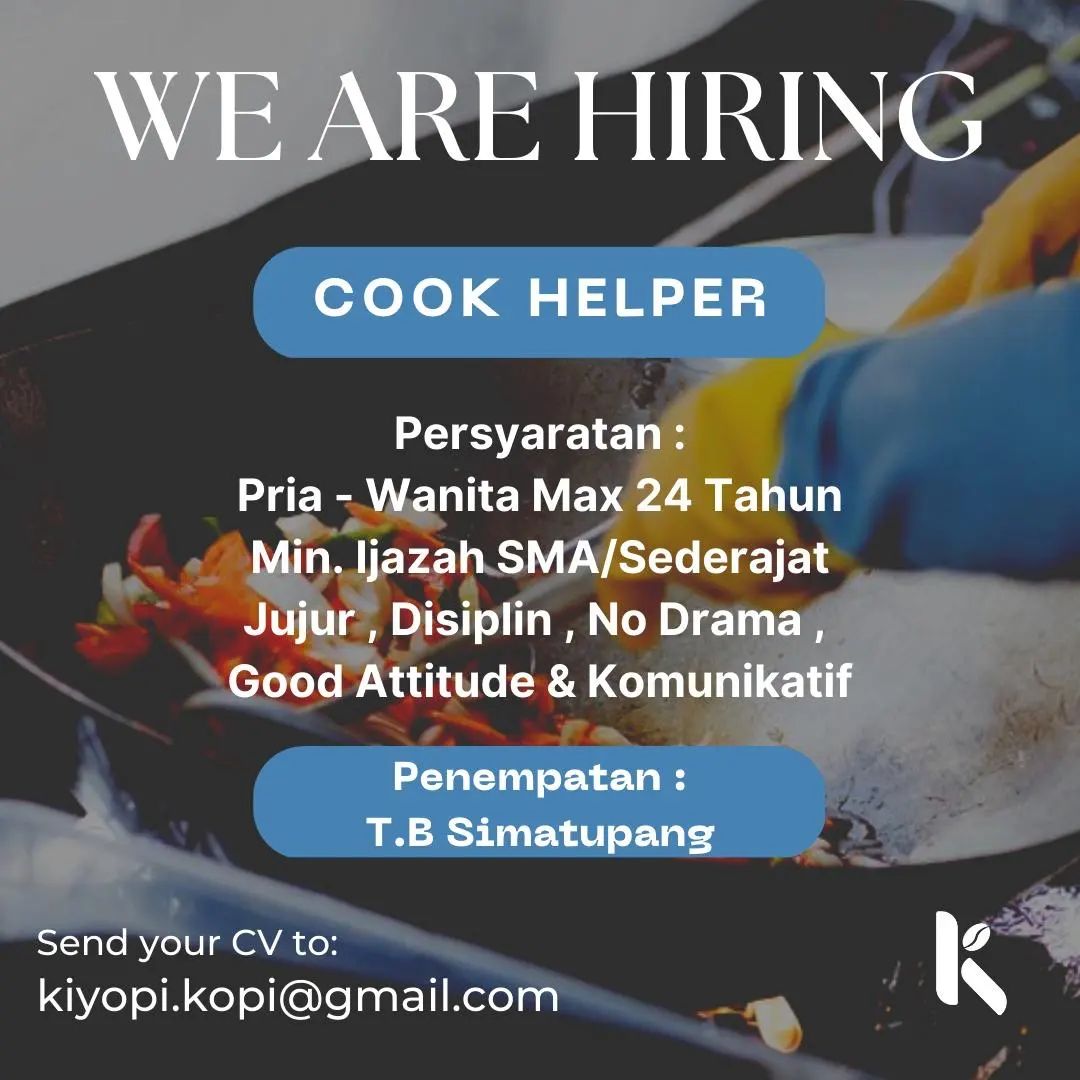 WE ARE HIRING
COOK HELPER
Persyaratan :
Pria - Wanita Max 24 Tahun
Min. Ijazah SMA/Sederajat
Jujur , Disiplin , No Drama ,
Good Attitude & Komunikatif
Penempatan :
T.B Simatupang
Send your CV to:
kiyopi.kopi@gmail.com
K